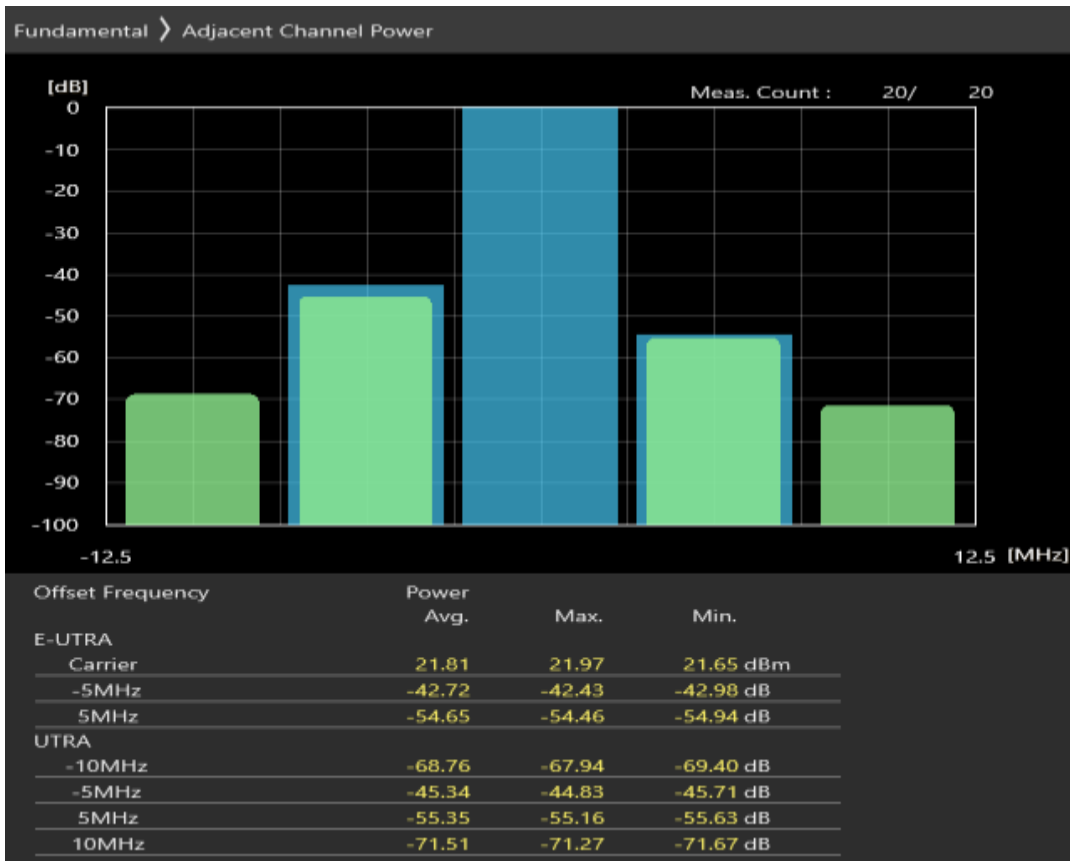 Fundamental 〉 Adjacent Channel Power
[dB]
Meas. Count : 20/ 20
0
-10
-20
-30
-40
-50
-60
-70
-80
-90
-100
-12.5 12.5 [MHz]
Offset Frequency Power
Avg. Max. Min.
E-UTRA
Carrier 21.81 21.97 21.65 dBm
-5MHz -42.72 -42.43 -42.98 dB
5MHz -54.65 -54.46 -54.94 dB
UTRA
-10MHz -68.76 -67.94 -69.40 dB
-5MHz -45.34 -44.83 -45.71 dB
5MHz -55.35 -55.16 -55.63 dB
10MHz -71.51 -71.27 -71.67 dB